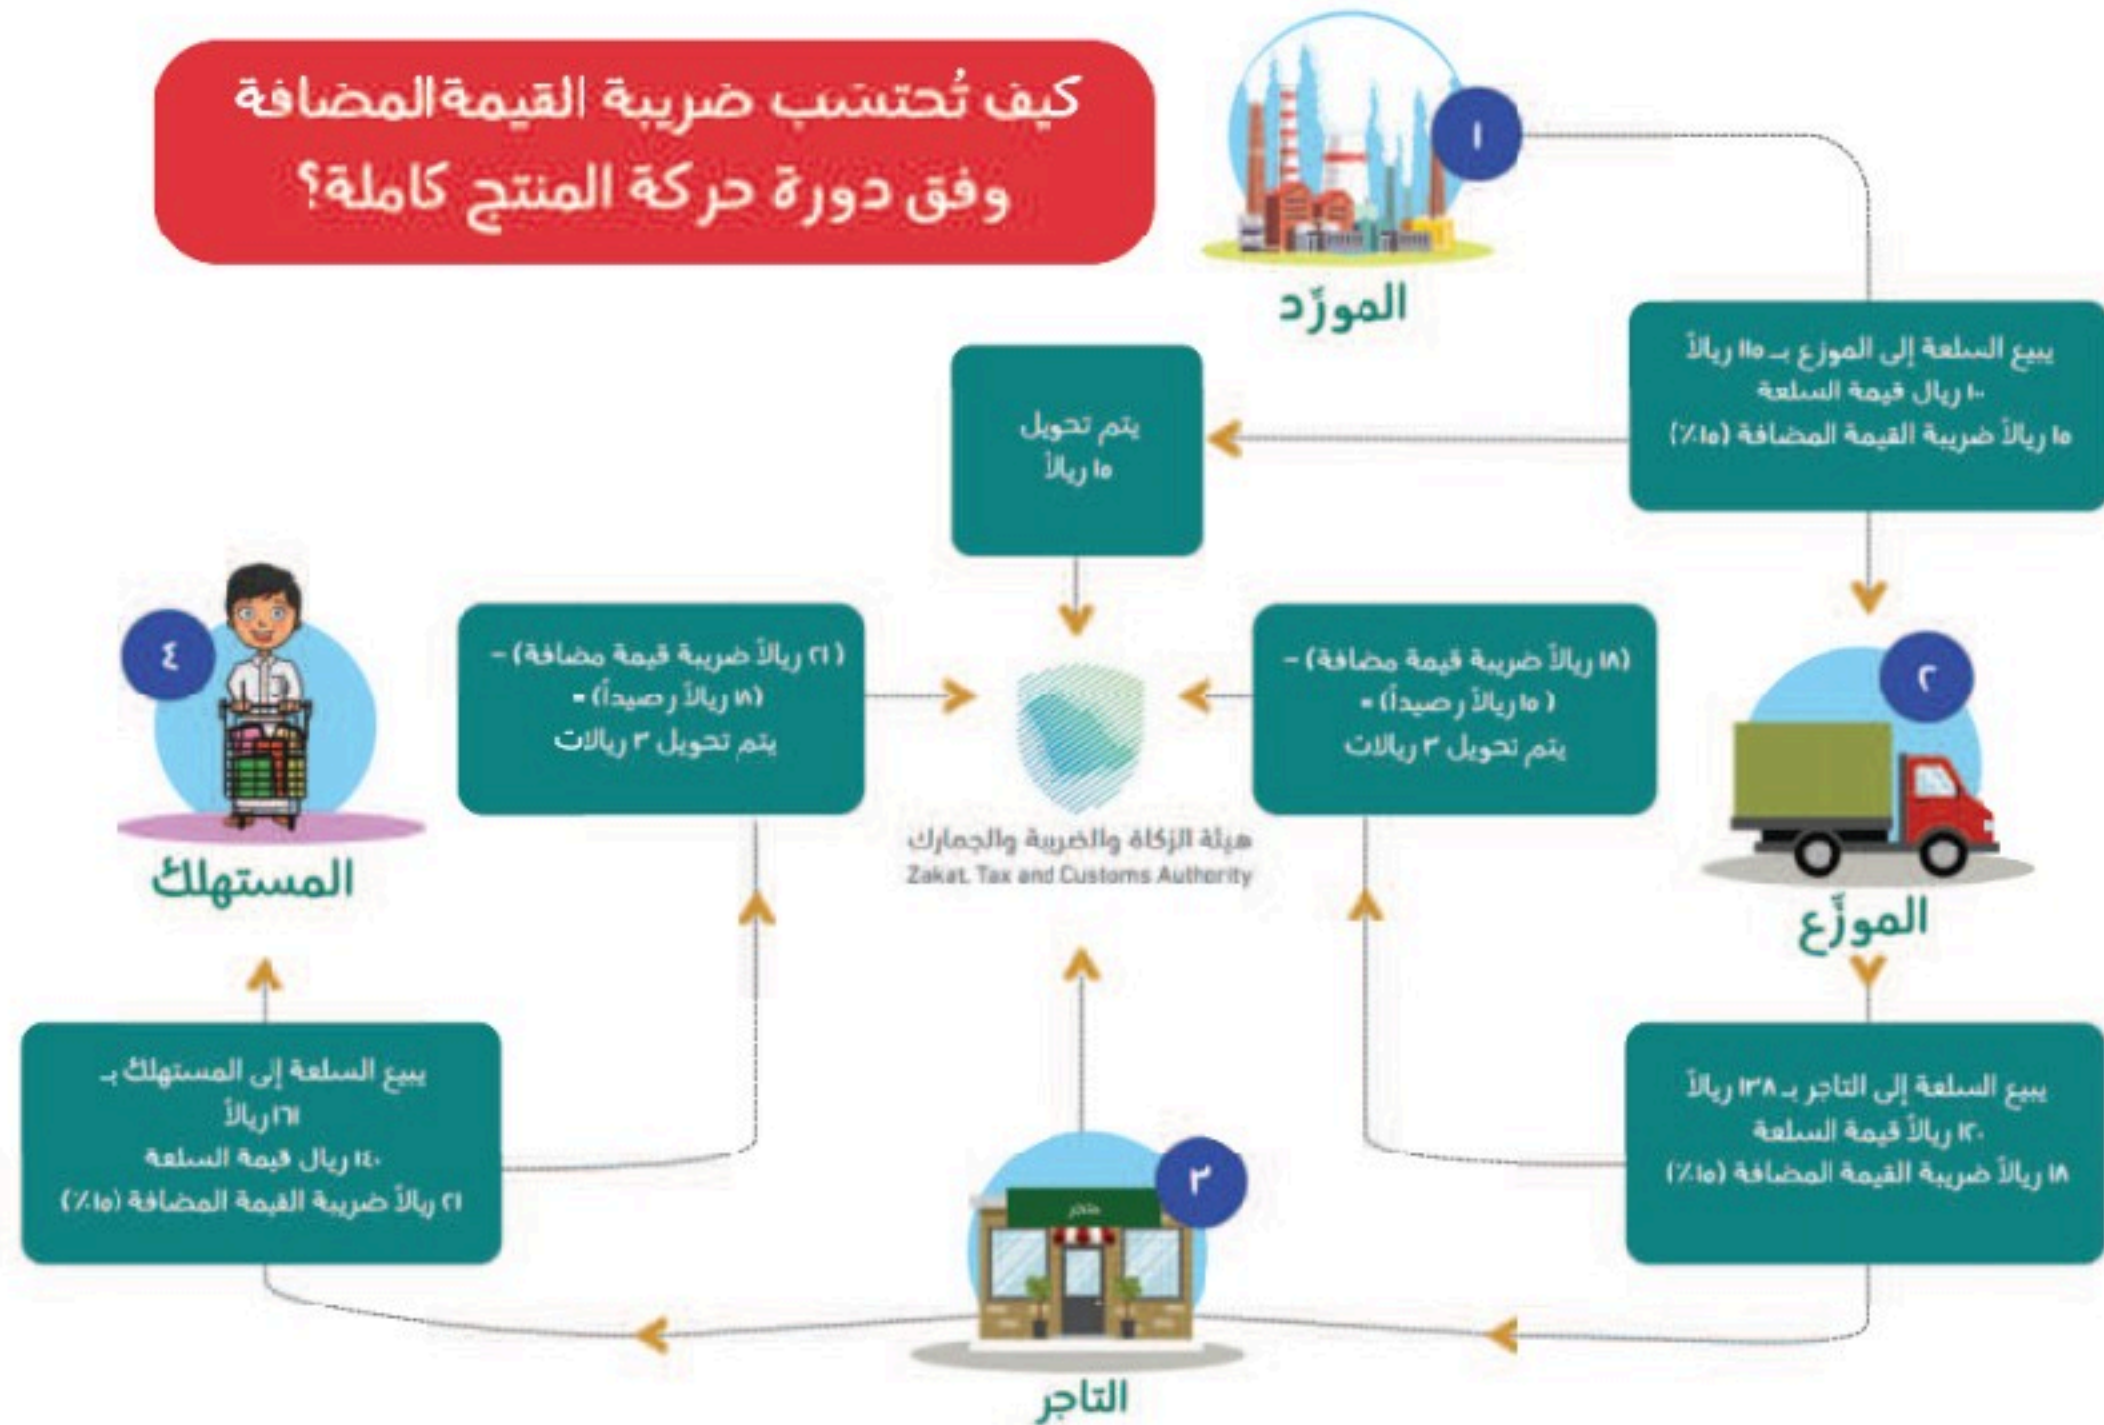 كيف تُحتسَب ضريبة القيمة المضافة
وفق دورة حركة المنتج كاملة؟
١
المورِّد
يبيع السلعة إلى الموزع بـ ١١٥ ريالاً
١٠٠ ريال قيمة السلعة
١٥ ريالاً ضريبة القيمة المضافة (١٥٪)
يتم تحويل
١٥ ريالاً
٢
الموزِّع
(١٨ ريالاً ضريبة قيمة مضافة) –
(١٥ ريالاً رصيداً) =
يتم تحويل ٣ ريالات
هيئة الزكاة والضريبة والجمارك
Zakat, Tax and Customs Authority
(٢١ ريالاً ضريبة قيمة مضافة) –
(١٨ ريالاً رصيداً) =
يتم تحويل ٣ ريالات
٤
المستهلك
يبيع السلعة إلى التاجر بـ ١٣٨ ريالاً
١٢٠ ريالاً قيمة السلعة
١٨ ريالاً ضريبة القيمة المضافة (١٥٪)
٣
متجر
التاجر
يبيع السلعة إلى المستهلك بـ
١٦١ ريالاً
١٤٠ ريال قيمة السلعة
٢١ ريالاً ضريبة القيمة المضافة (١٥٪)